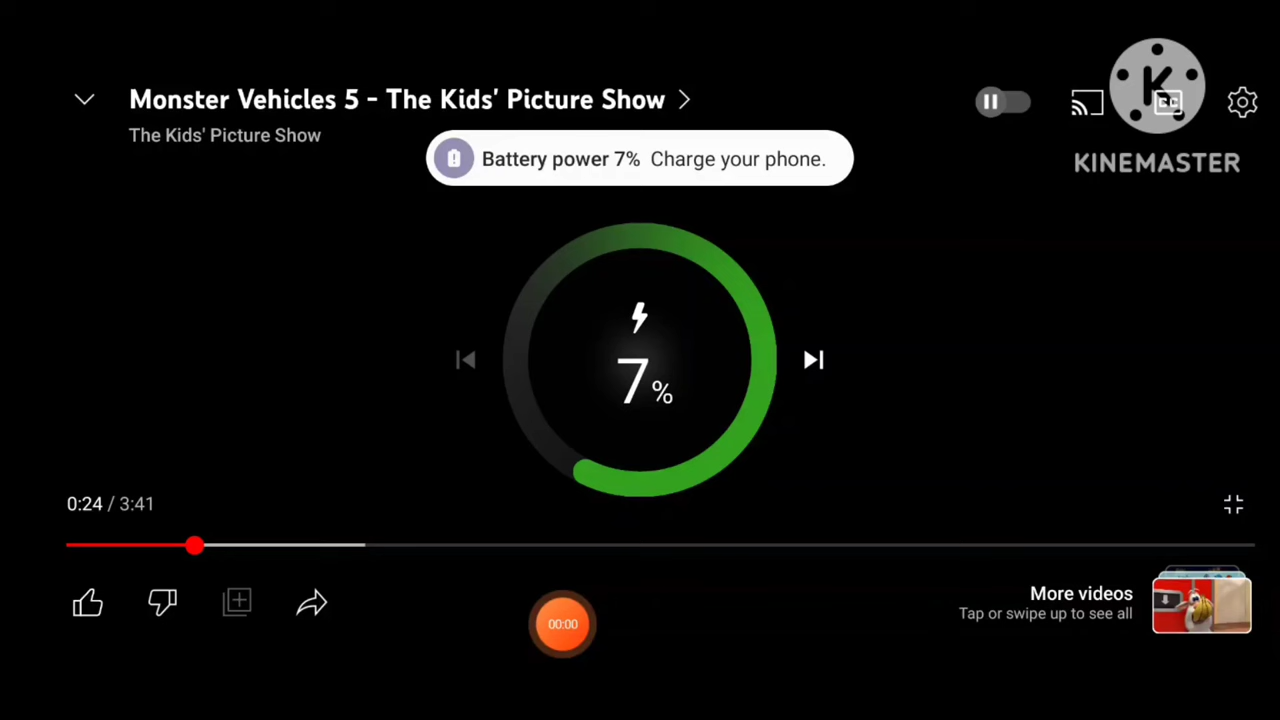 Monster Vehicles 5 - The Kids' Picture Show
The Kids' Picture Show
CC
KINEMASTER
Battery power 7% Charge your phone.
7%
0:24 / 3:41
00:00
More videos
Tap or swipe up to see all